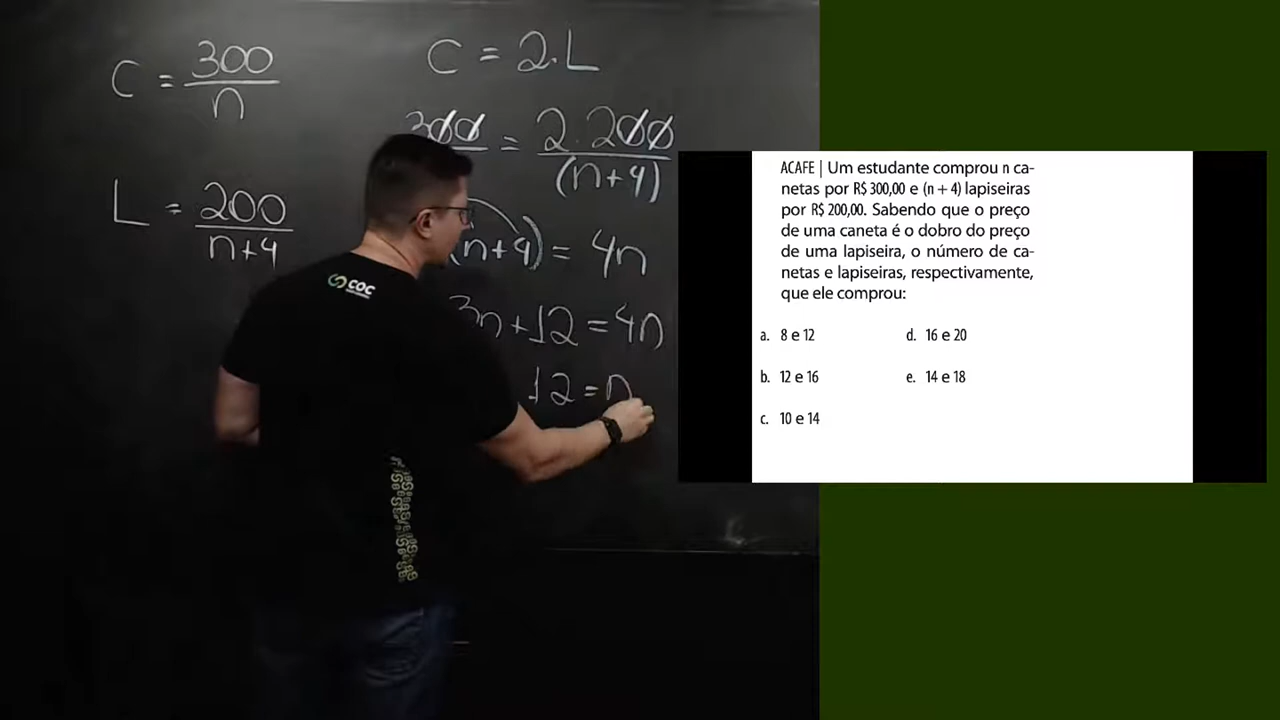 C = 300/n
L = 200/n+4
C = 2.L
300 = 2.200/(n+4)
(n+4) = 4n
3n+12 = 4n
12 = n
COC
ACAFE | Um estudante comprou n ca-
netas por R$ 300,00 e (n + 4) lapiseiras
por R$ 200,00. Sabendo que o preço
de uma caneta é o dobro do preço
de uma lapiseira, o número de ca-
netas e lapiseiras, respectivamente,
que ele comprou:
a. 8 e 12
b. 12 e 16
c. 10 e 14
d. 16 e 20
e. 14 e 18